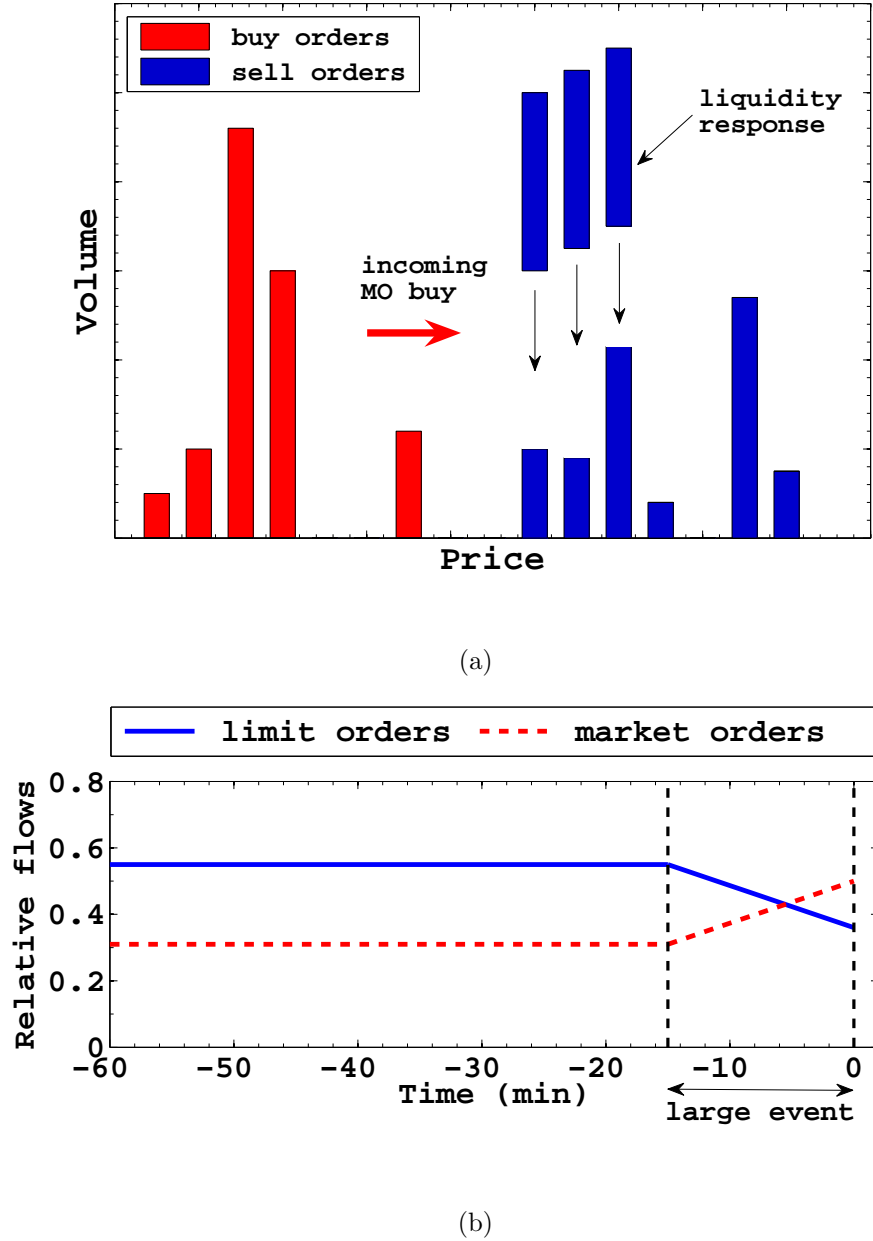 buy orders
sell orders
liquidity
response
incoming
MO buy
Volume
Price
(a)
limit orders
market orders
Relative flows
0.8
0.6
0.4
0.2
0
−60
−50
−40
−30
−20
−10
0
Time (min)
large event
(b)